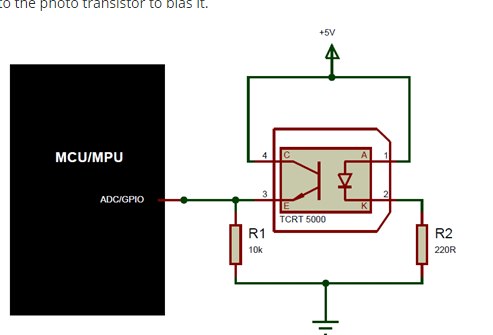 to the photo transistor to bias it.
+5V
MCU/MPU
ADC/GPIO
4
C
A
1
3
E
K
2
TCRT 5000
R1
10k
R2
220R